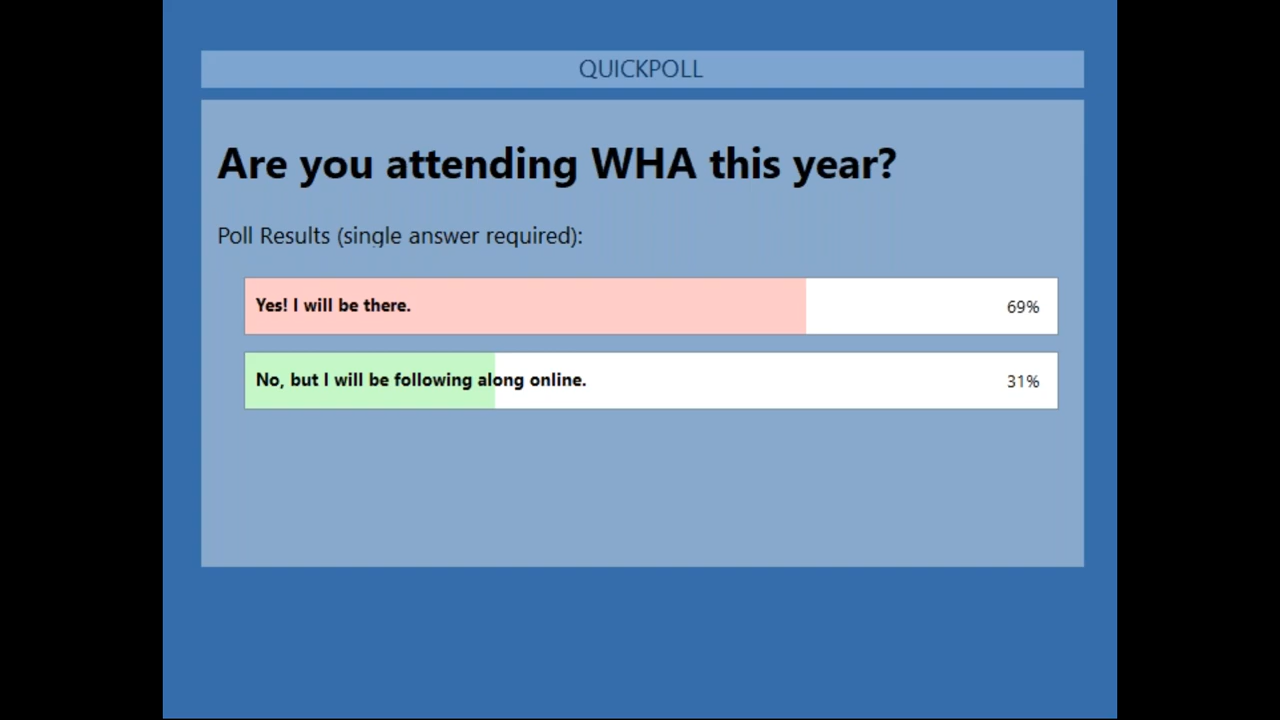 QUICKPOLL
Are you attending WHA this year?
Poll Results (single answer required):
Yes! I will be there.
69%
No, but I will be following along online.
31%